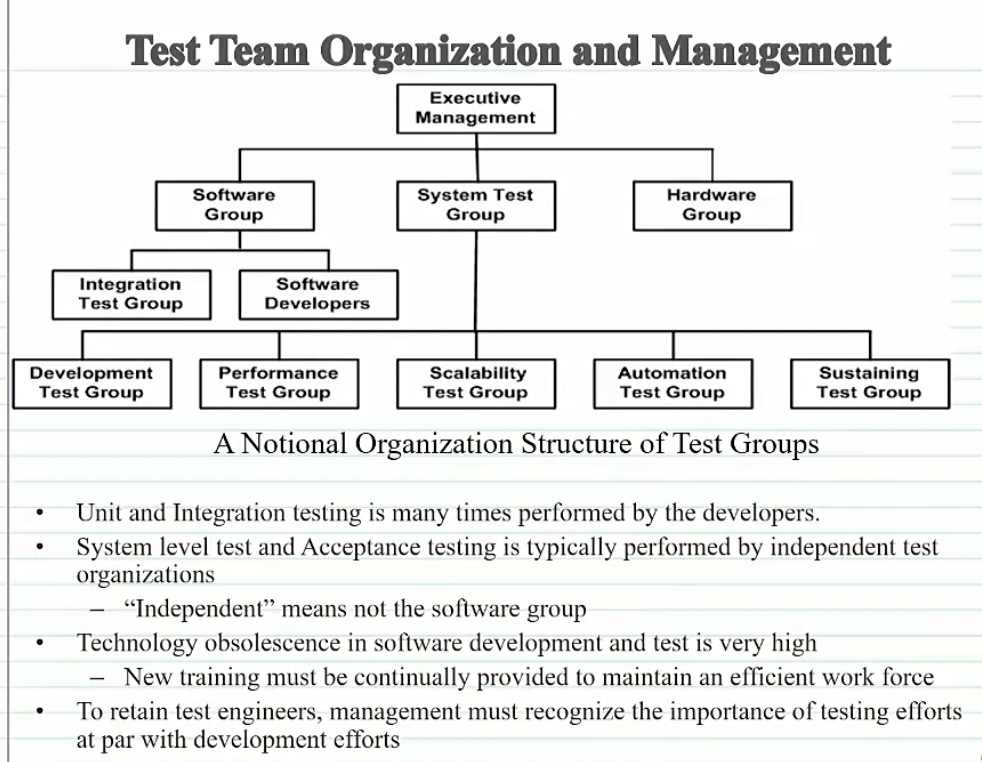 Test Team Organization and Management
Executive
Management
Software
Group
System Test
Group
Hardware
Group
Integration
Test Group
Software
Developers
Development
Test Group
Performance
Test Group
Scalability
Test Group
Automation
Test Group
Sustaining
Test Group
A Notional Organization Structure of Test Groups
• Unit and Integration testing is many times performed by the developers.
• System level test and Acceptance testing is typically performed by independent test
organizations
– “Independent” means not the software group
• Technology obsolescence in software development and test is very high
– New training must be continually provided to maintain an efficient work force
• To retain test engineers, management must recognize the importance of testing efforts
at par with development efforts